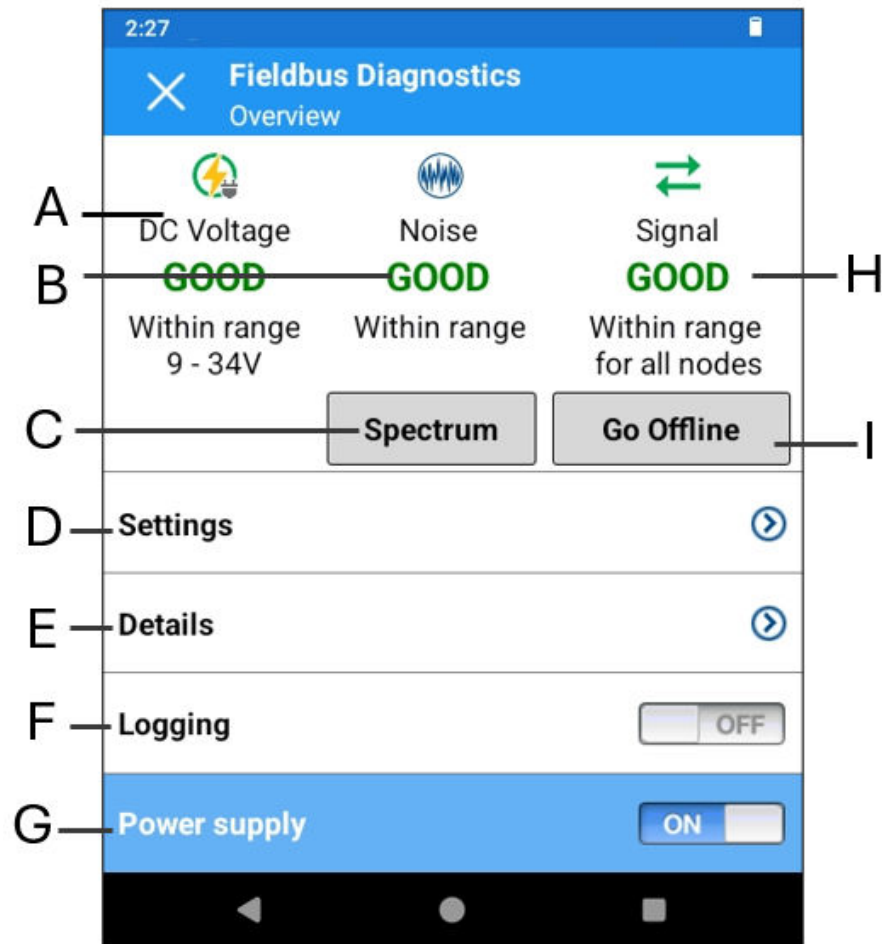 2:27
Fieldbus Diagnostics
Overview
A
DC Voltage
Noise
Signal
B
GOOD
GOOD
GOOD
H
Within range
9 - 34V
Within range
Within range
for all nodes
C
Spectrum
Go Offline
I
D
Settings
E
Details
F
Logging
OFF
G
Power supply
ON